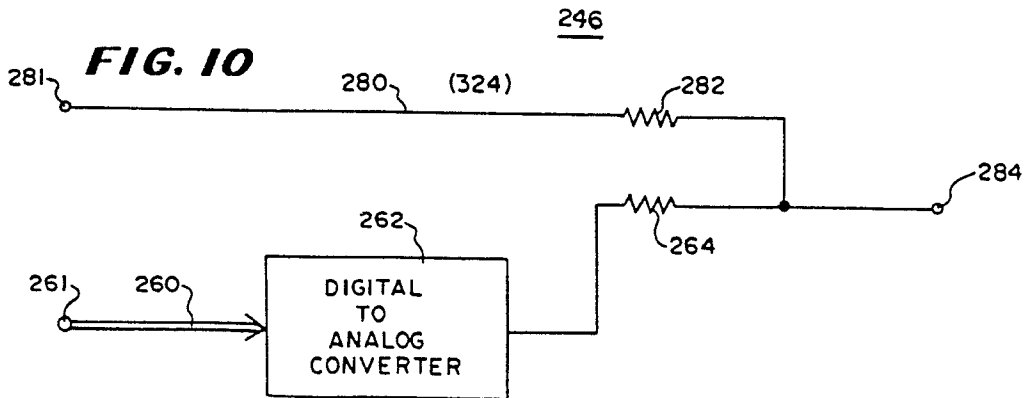 246
FIG. 10
281
280
(324)
282
284
264
262
261
260
DIGITAL
TO
ANALOG
CONVERTER